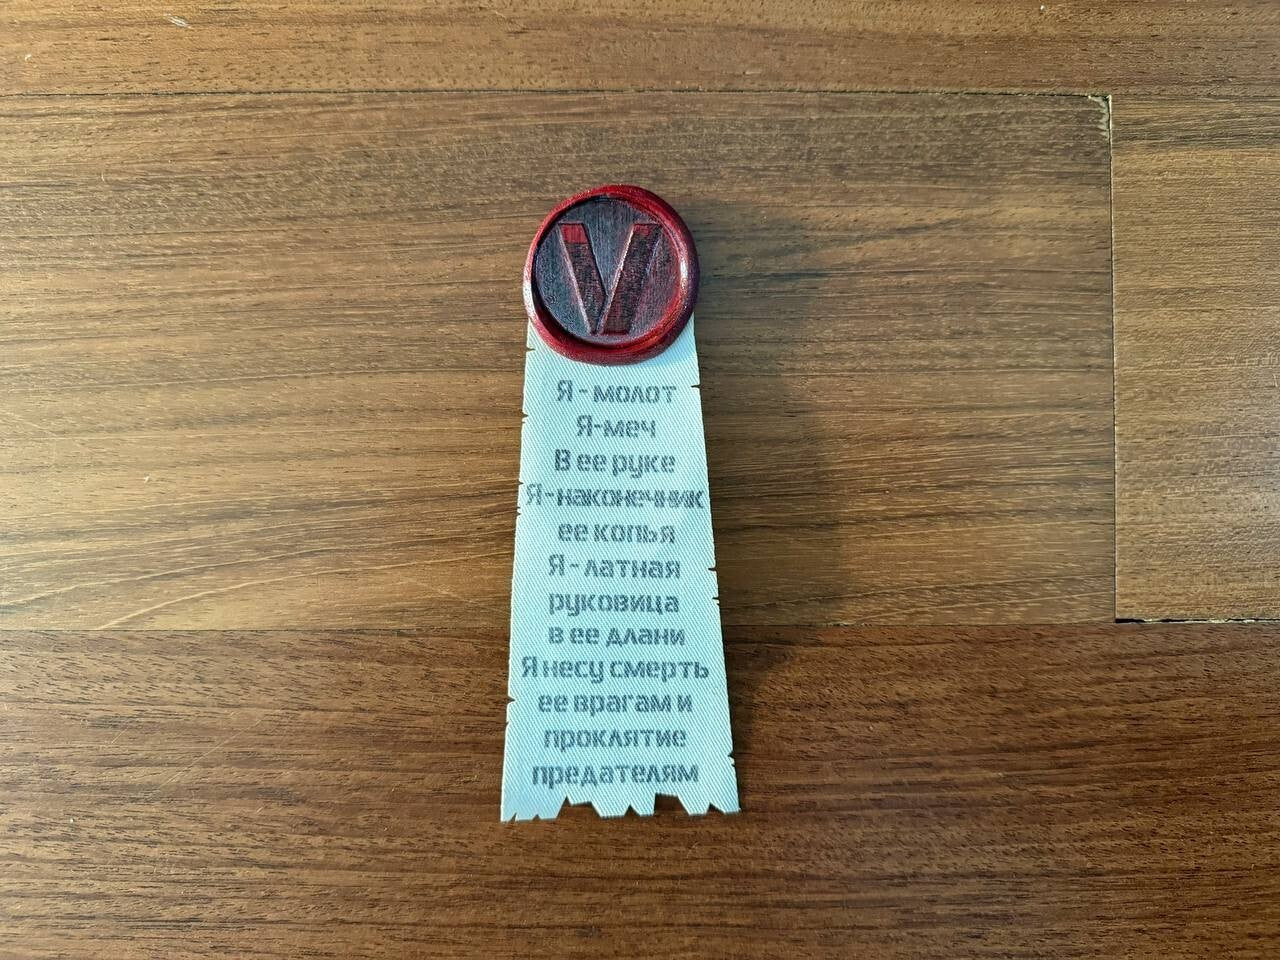 V
Я - молот
Я-меч
В ее руке
Я-наконечник
ее копья
Я - латная
руковица
в ее длани
Я несу смерть
ее врагам и
проклятие
предателям